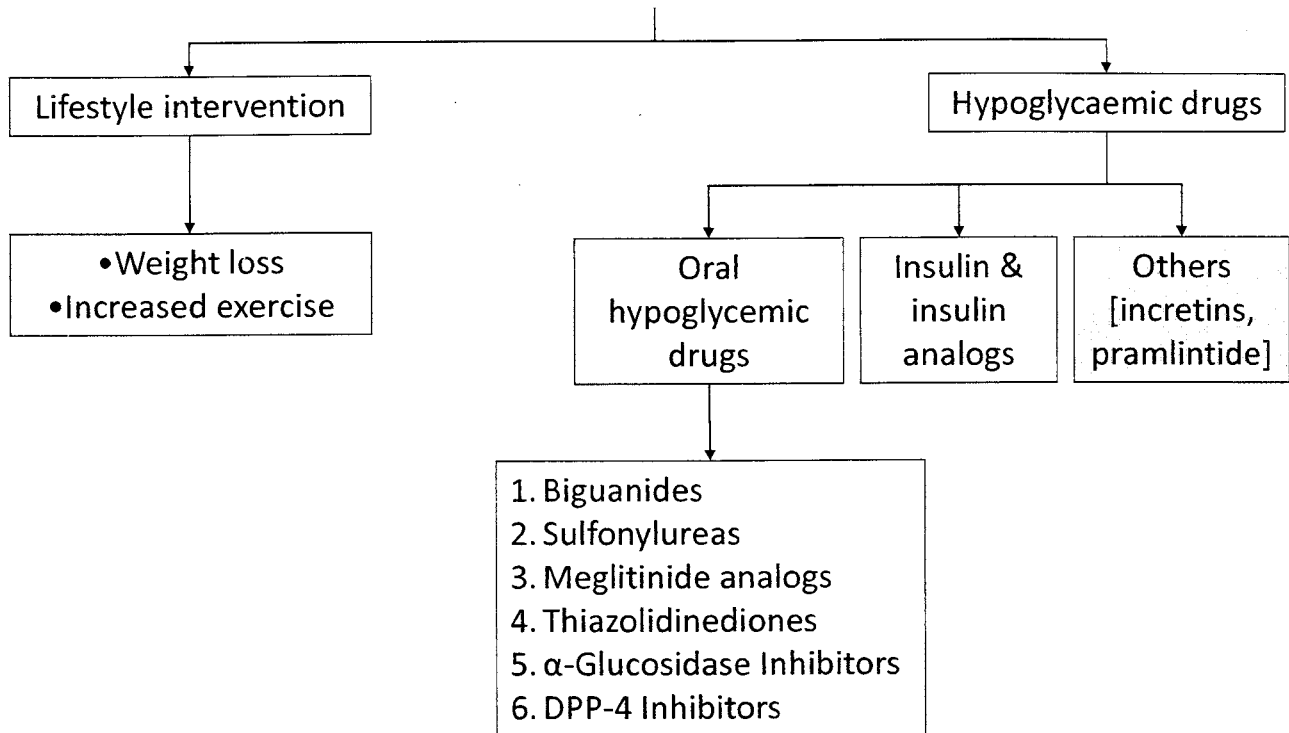 Lifestyle intervention
Hypoglycaemic drugs
•Weight loss
•Increased exercise
Oral
hypoglycemic
drugs
Insulin &
insulin
analogs
Others
[incretins,
pramlintide]
1. Biguanides
2. Sulfonylureas
3. Meglitinide analogs
4. Thiazolidinediones
5. α-Glucosidase Inhibitors
6. DPP-4 Inhibitors